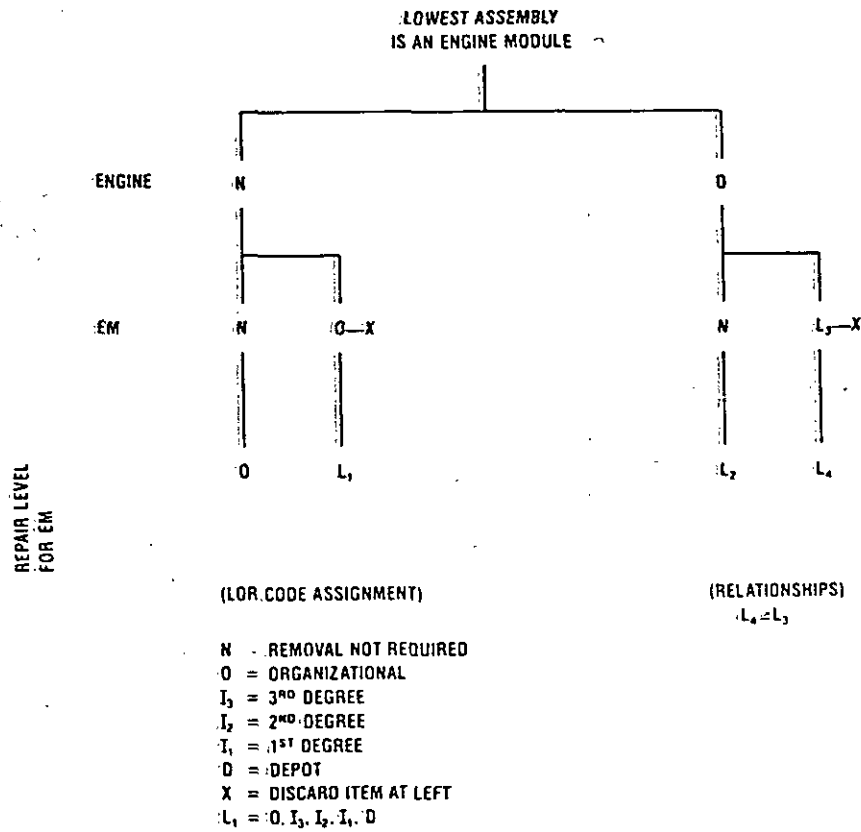 LOWEST ASSEMBLY
IS AN ENGINE MODULE
ENGINE N O
EM N O—X N L₃—X
O L₁ L₂ L₄
REPAIR LEVEL
FOR EM
(LOR CODE ASSIGNMENT) (RELATIONSHIPS)
L₄=L₃
N - REMOVAL NOT REQUIRED
O = ORGANIZATIONAL
I₃ = 3RD DEGREE
I₂ = 2ND DEGREE
I₁ = 1ST DEGREE
D = DEPOT
X = DISCARD ITEM AT LEFT
L₁ = O, I₃, I₂, I₁, D